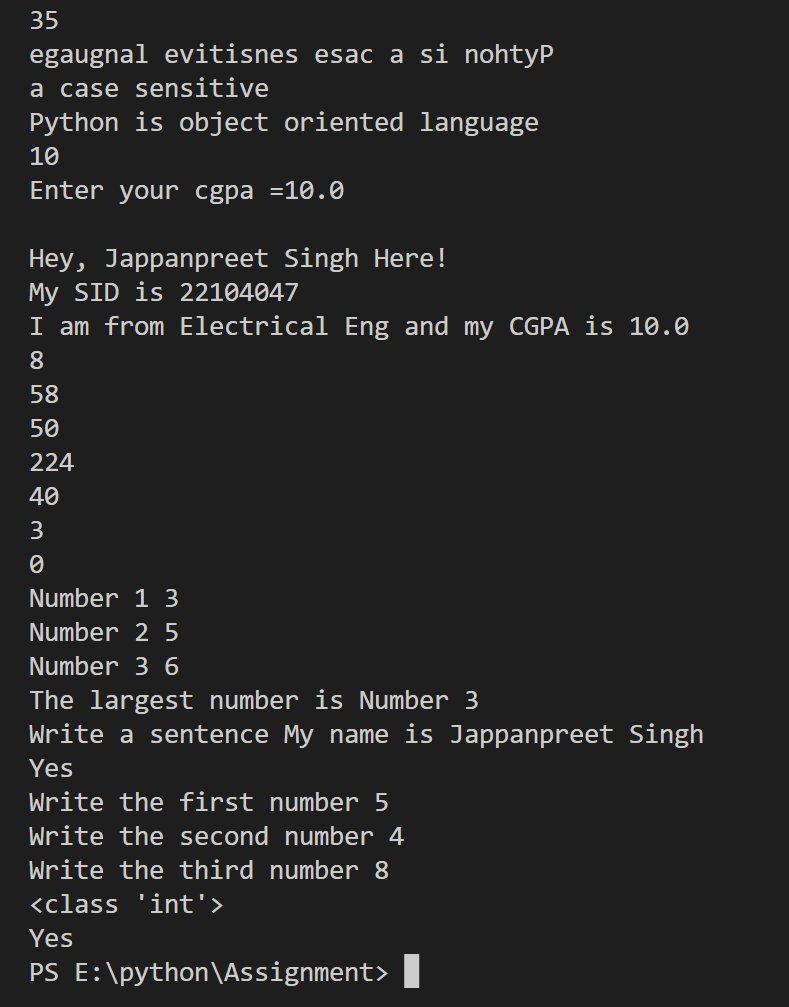 35
egaugnal evitisnes esac a si nohtyP
a case sensitive
Python is object oriented language
10
Enter your cgpa =10.0
Hey, Jappanpreet Singh Here!
My SID is 22104047
I am from Electrical Eng and my CGPA is 10.0
8
58
50
224
40
3
0
Number 1 3
Number 2 5
Number 3 6
The largest number is Number 3
Write a sentence My name is Jappanpreet Singh
Yes
Write the first number 5
Write the second number 4
Write the third number 8
<class 'int'>
Yes
PS E:\python\Assignment>